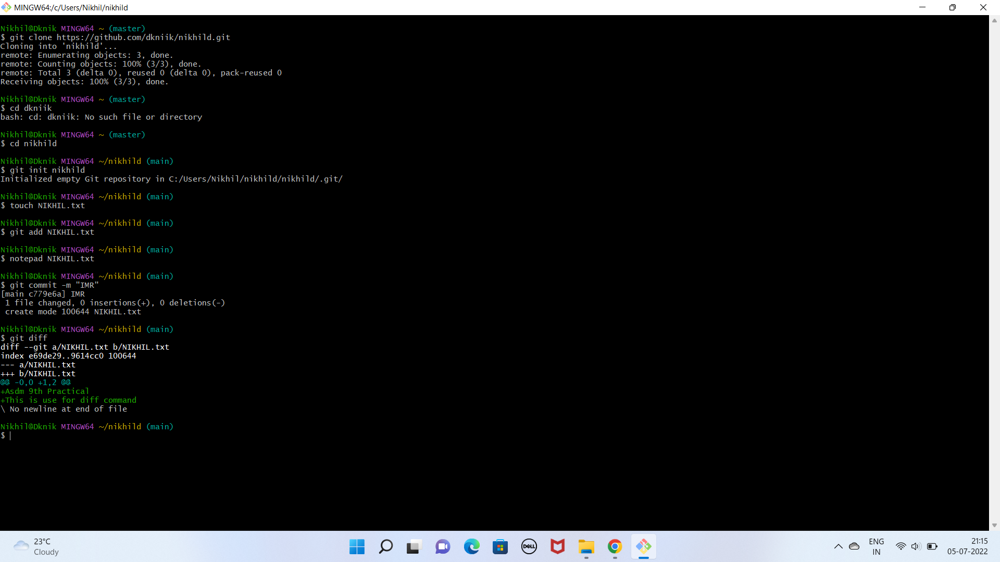 MINGW64:/c/Users/Nikhil/nikhild
Nikhil@Dknik MINGW64 ~ (master)
$ git clone https://github.com/dkniik/nikhild.git
Cloning into 'nikhild'...
remote: Enumerating objects: 3, done.
remote: Counting objects: 100% (3/3), done.
remote: Total 3 (delta 0), reused 0 (delta 0), pack-reused 0
Receiving objects: 100% (3/3), done.
Nikhil@Dknik MINGW64 ~ (master)
$ cd dkniik
bash: cd: dkniik: No such file or directory
Nikhil@Dknik MINGW64 ~ (master)
$ cd nikhild
Nikhil@Dknik MINGW64 ~/nikhild (main)
$ git init nikhild
Initialized empty Git repository in C:/Users/Nikhil/nikhild/nikhild/.git/
Nikhil@Dknik MINGW64 ~/nikhild (main)
$ touch NIKHIL.txt
Nikhil@Dknik MINGW64 ~/nikhild (main)
$ git add NIKHIL.txt
Nikhil@Dknik MINGW64 ~/nikhild (main)
$ notepad NIKHIL.txt
Nikhil@Dknik MINGW64 ~/nikhild (main)
$ git commit -m "IMR"
[main c779e6a] IMR
 1 file changed, 0 insertions(+), 0 deletions(-)
 create mode 100644 NIKHIL.txt
Nikhil@Dknik MINGW64 ~/nikhild (main)
$ git diff
diff --git a/NIKHIL.txt b/NIKHIL.txt
index e69de29..9614cc0 100644
--- a/NIKHIL.txt
+++ b/NIKHIL.txt
@@ -0,0 +1,2 @@
+Asdm 9th Practical
+This is use for diff command
\ No newline at end of file
Nikhil@Dknik MINGW64 ~/nikhild (main)
$
23°C
Cloudy
DELL
ENG
IN
21:15
05-07-2022